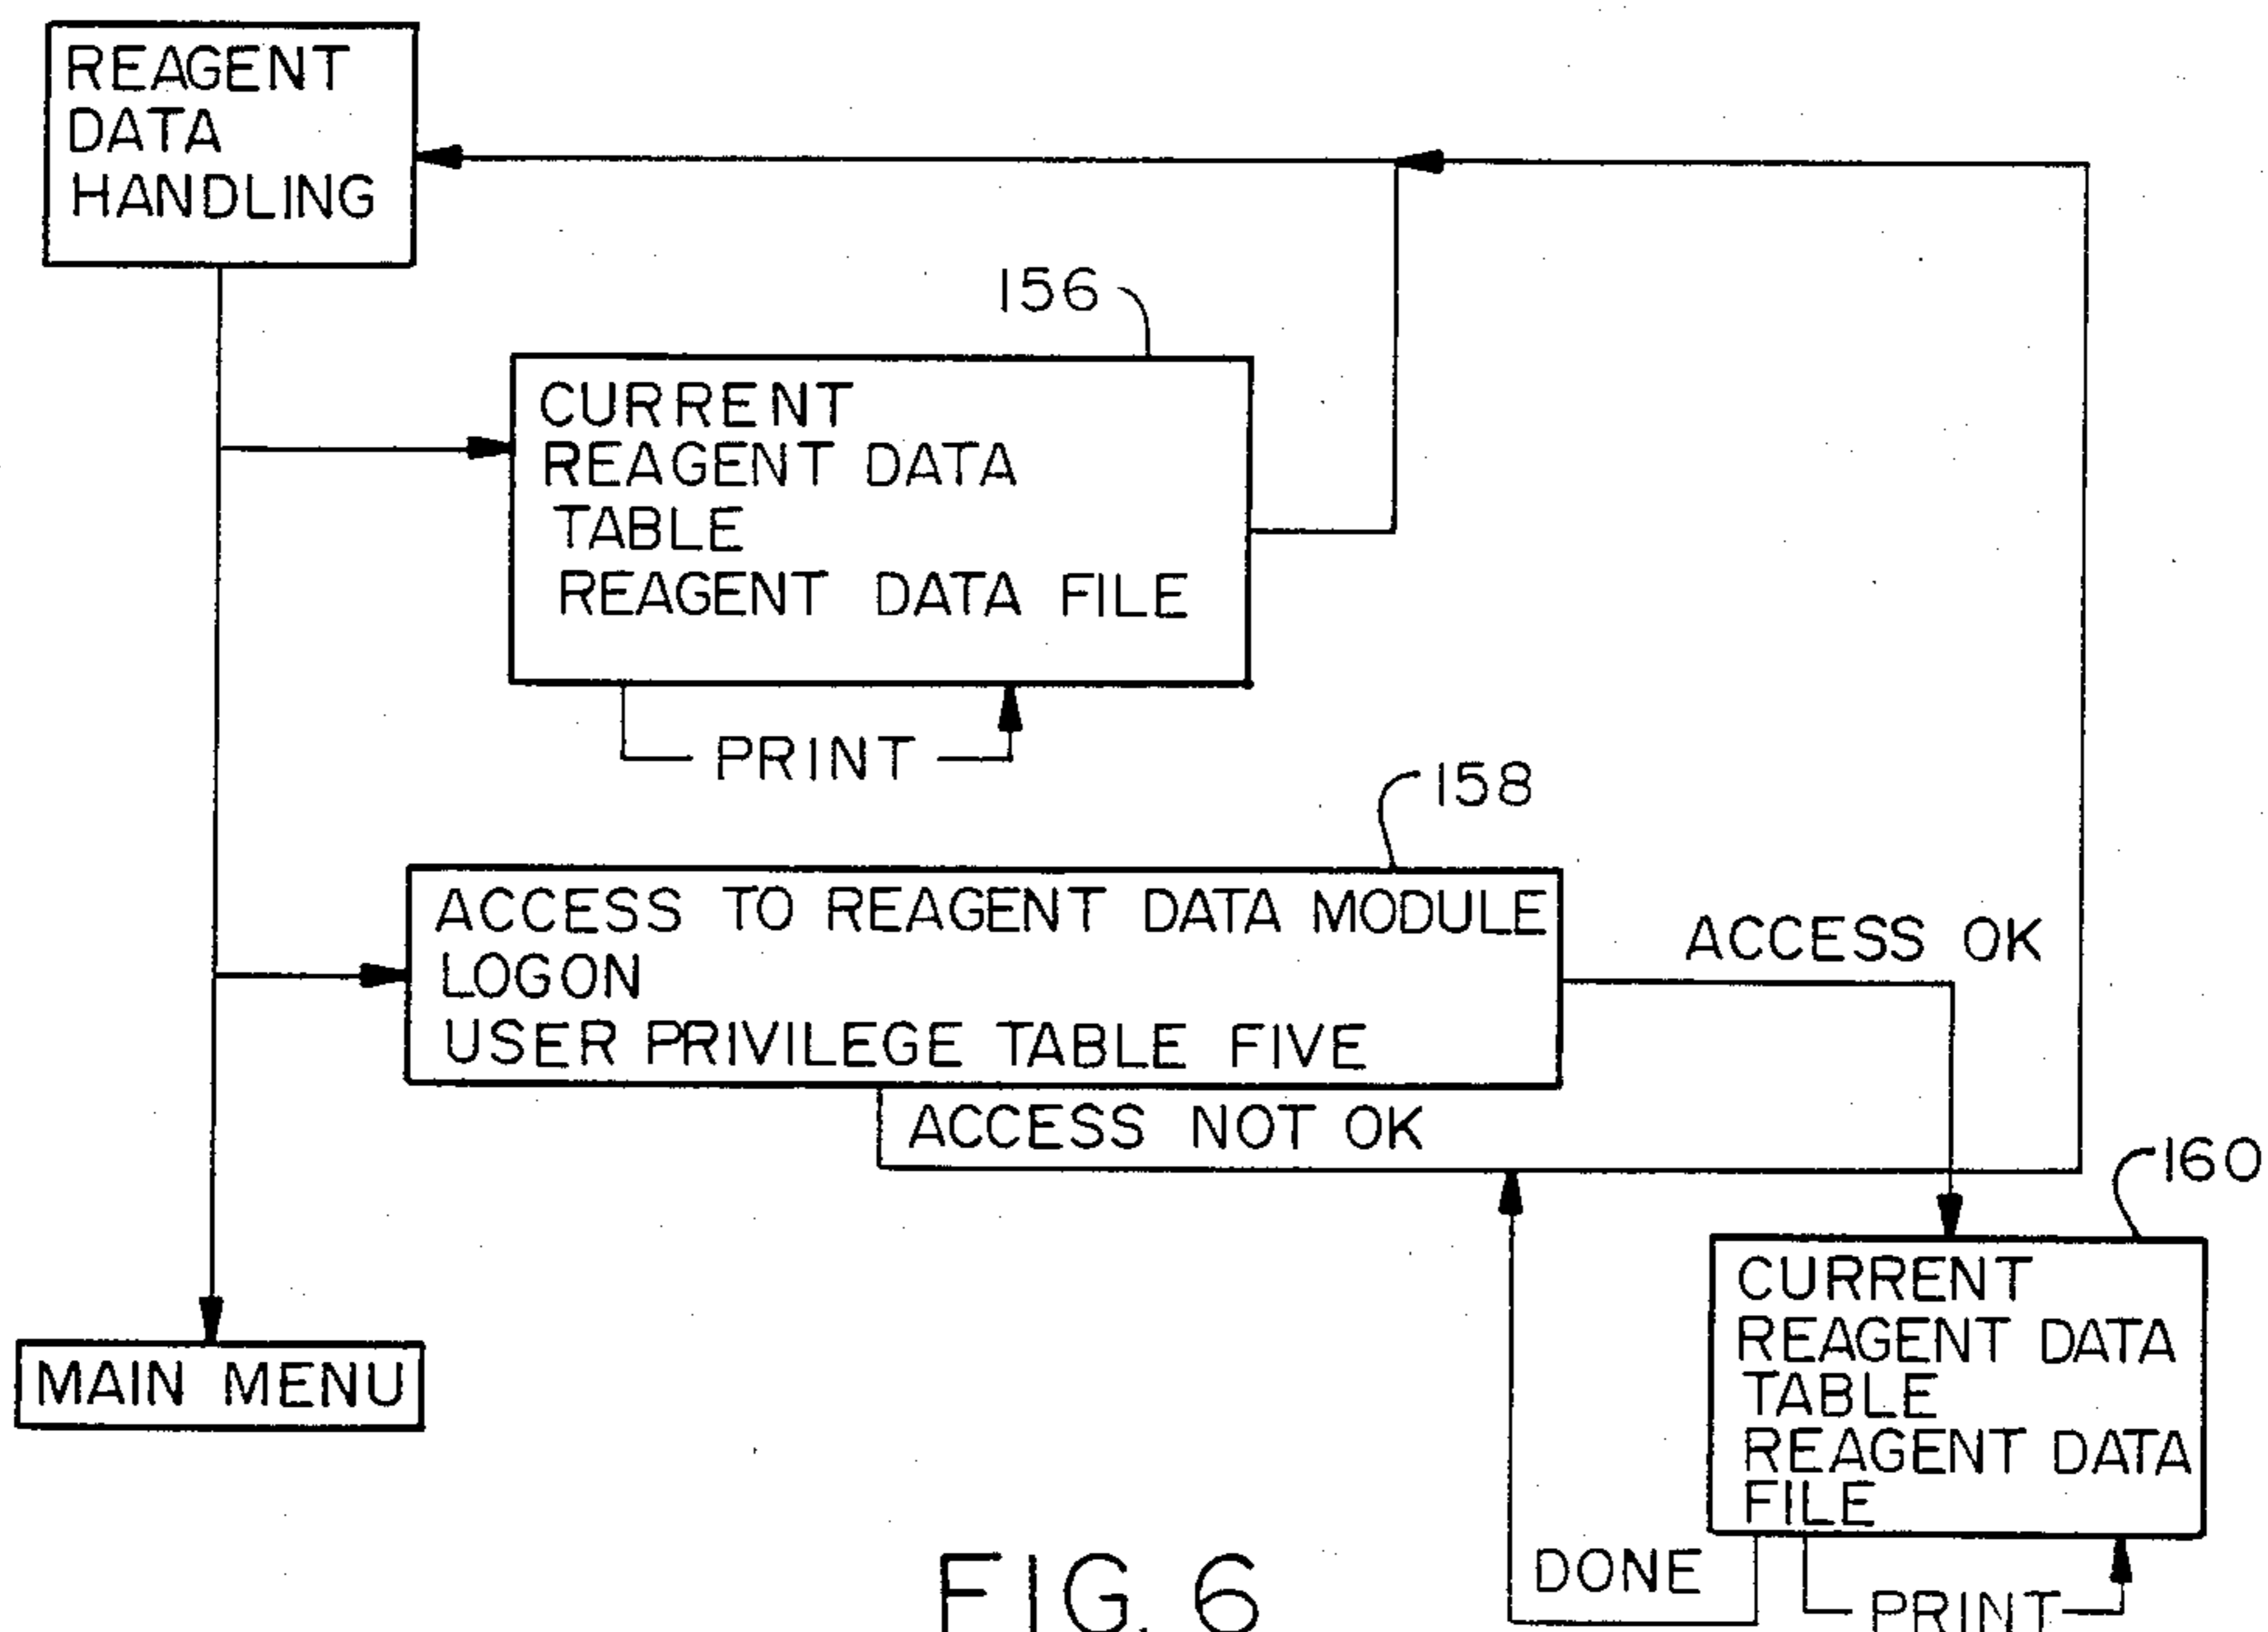 REAGENT
DATA
HANDLING
156
CURRENT
REAGENT DATA
TABLE
REAGENT DATA FILE
PRINT
158
ACCESS TO REAGENT DATA MODULE
LOGON
USER PRIVILEGE TABLE FIVE
ACCESS OK
ACCESS NOT OK
160
MAIN MENU
CURRENT
REAGENT DATA
TABLE
REAGENT DATA
FILE
DONE
PRINT
FIG. 6